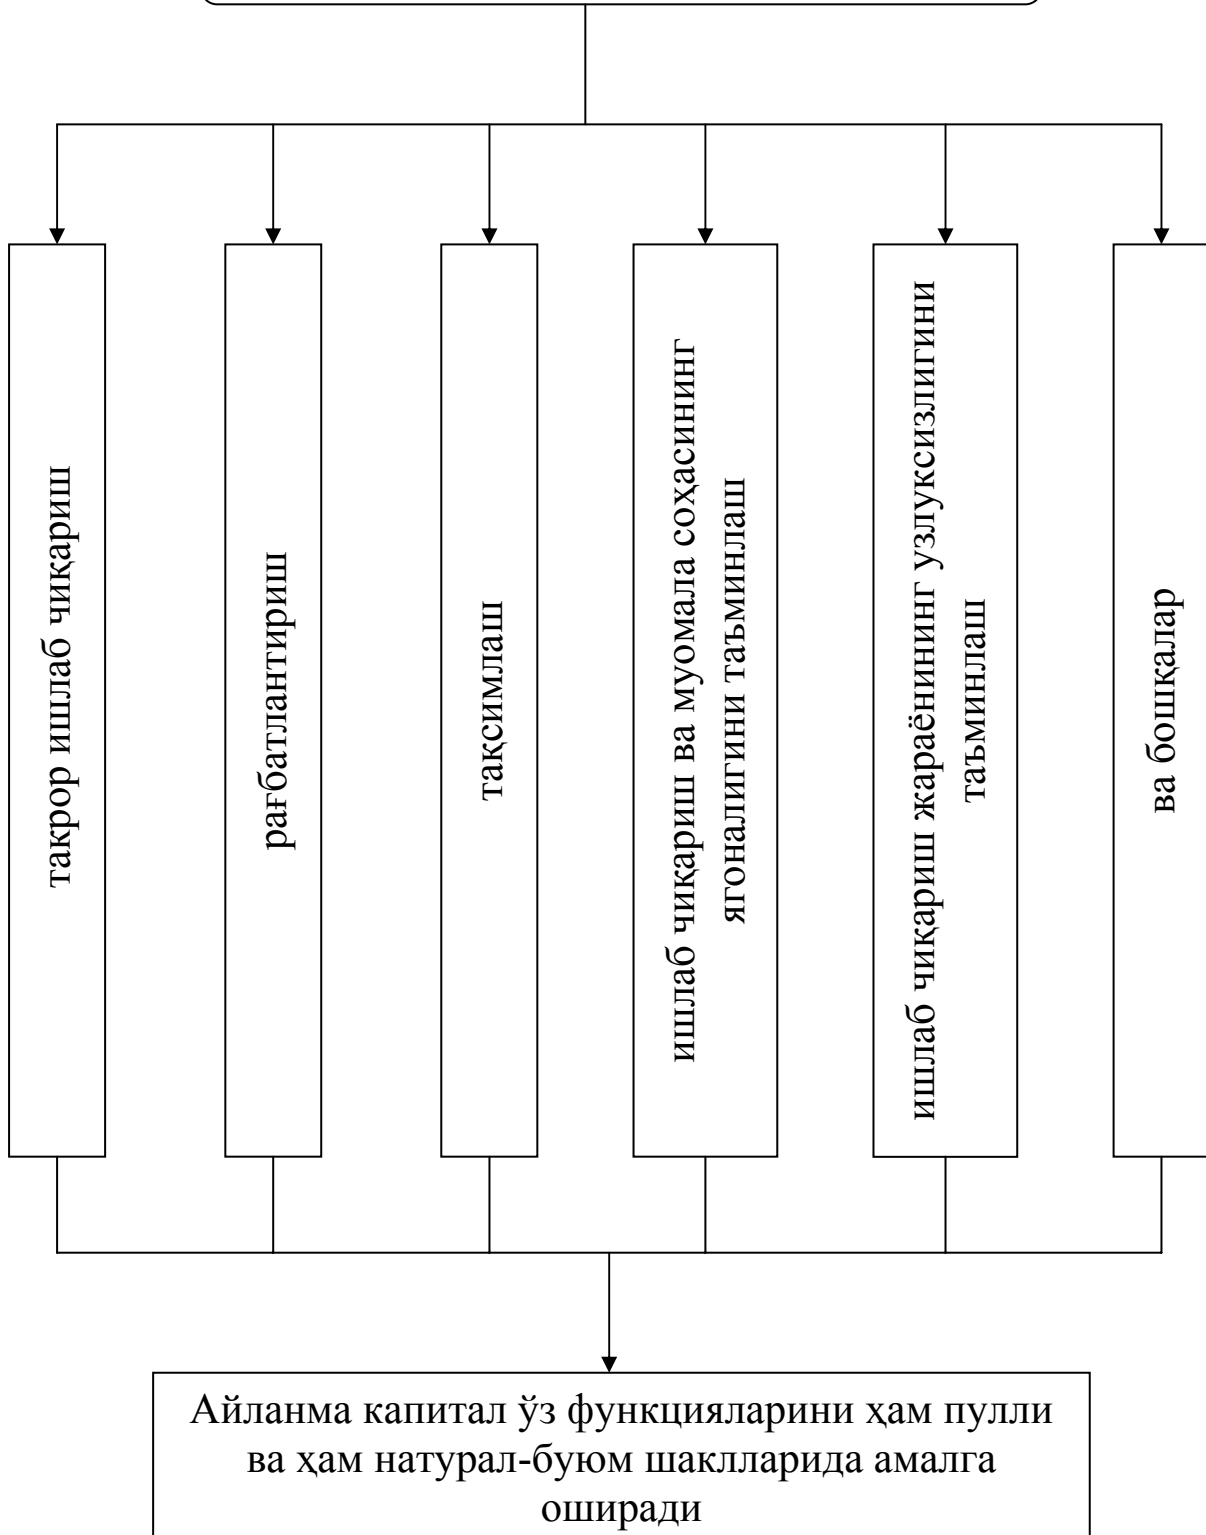 такрор ишлаб чиқариш
рағбатлантириш
тақсимлаш
ишлаб чиқариш ва муомала соҳасининг
ягоналигини таъминлаш
ишлаб чиқариш жараёнининг узлуксизлигини
таъминлаш
ва бошқалар
Айланма капитал ўз функцияларини ҳам пулли
ва ҳам натурал-буюм шаклларида амалга
оширади